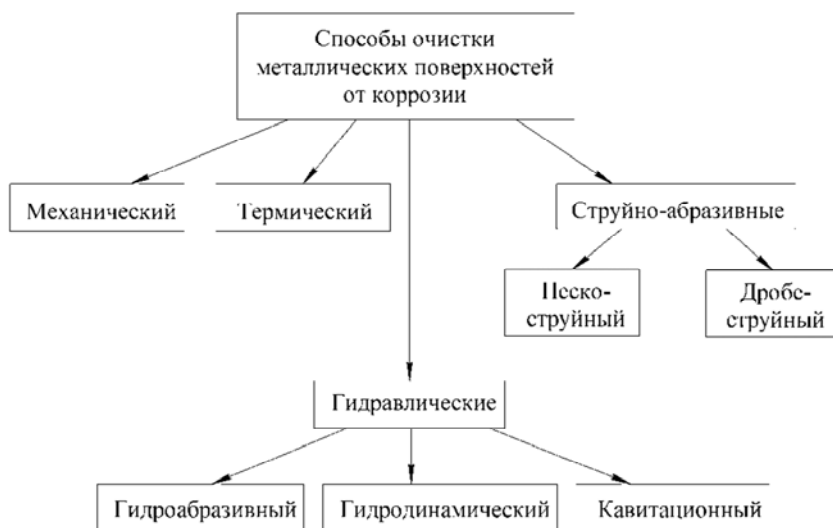 Способы очистки
металлических поверхностей
от коррозии
Механический
Термический
Струйно-абразивные
Песко-
струйный
Дробе-
струйный
Гидравлические
Гидроабразивный
Гидродинамический
Кавитационный